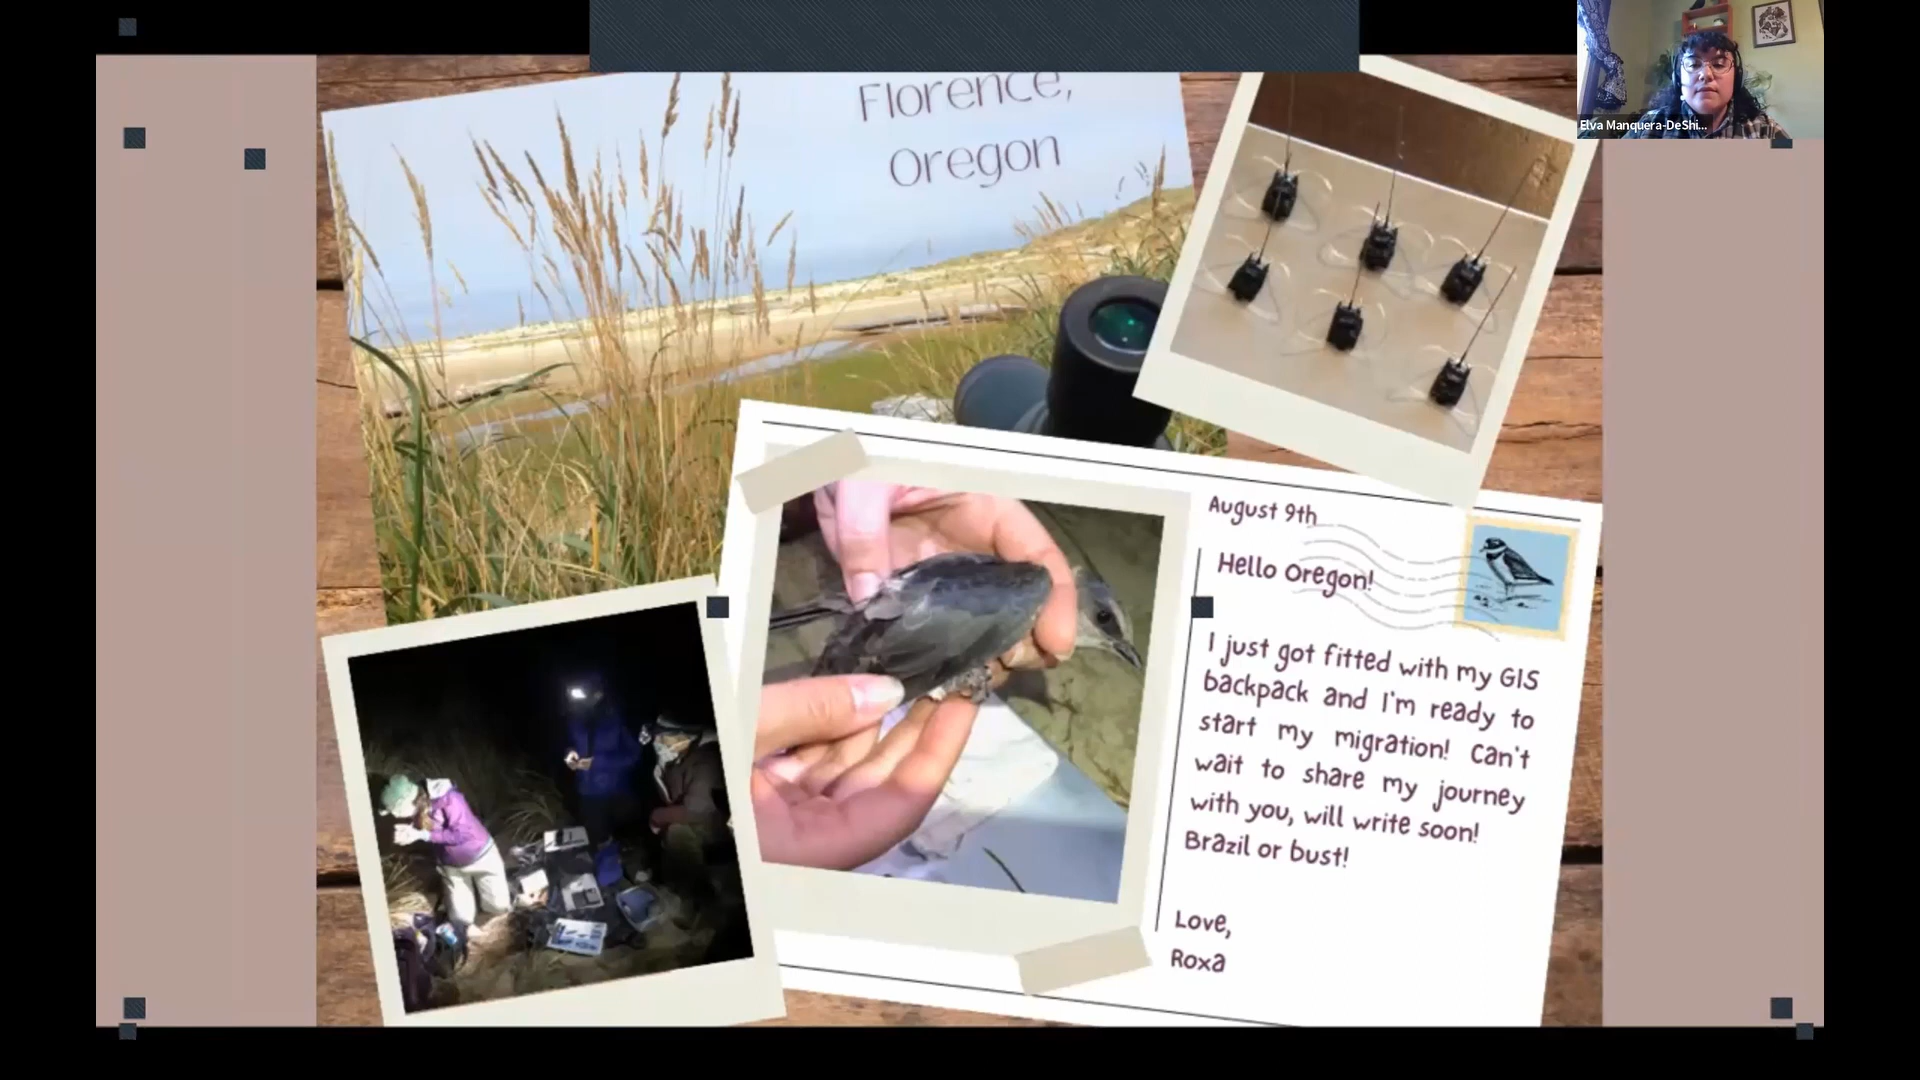 Florence,
Oregon
Elva Manquera-DeShi...
August 9th
Hello Oregon!
I just got fitted with my GIS
backpack and I'm ready to
start my migration! Can't
wait to share my journey
with you, will write soon!
Brazil or bust!
Love,
Roxa